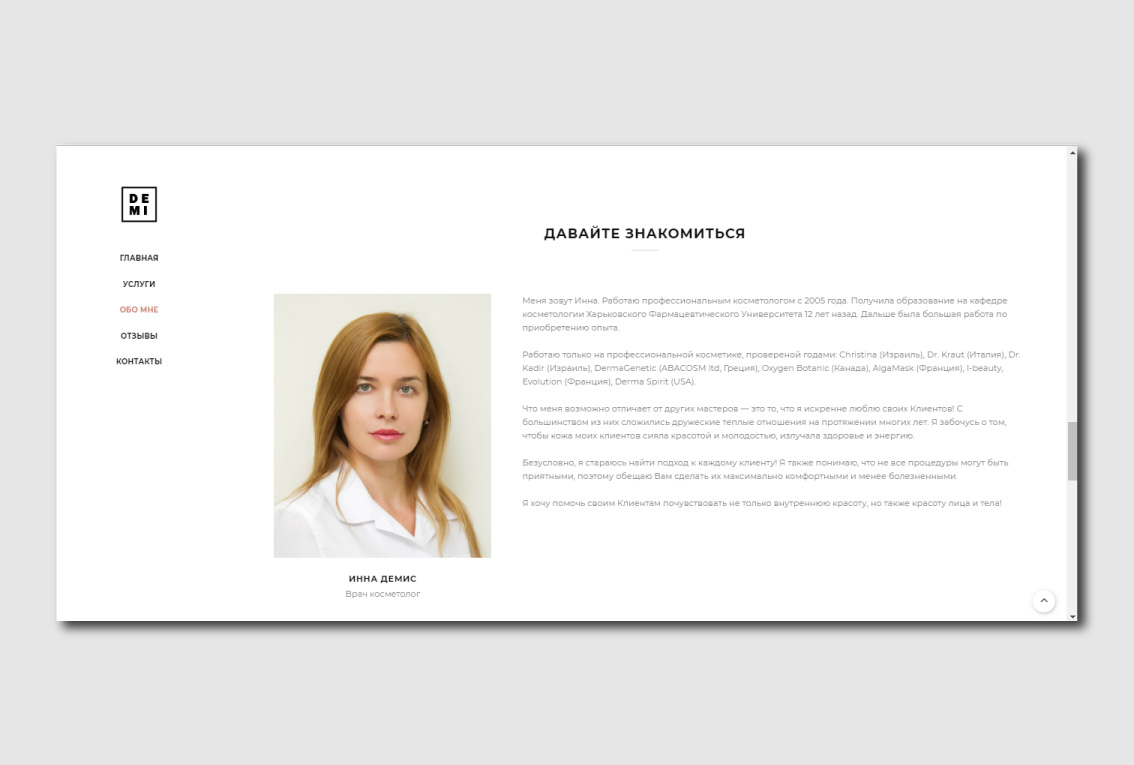 DE
MI
ГЛАВНАЯ
УСЛУГИ
ОБО МНЕ
ОТЗЫВЫ
КОНТАКТЫ
ДАВАЙТЕ ЗНАКОМИТЬСЯ
Меня зовут Инна. Работаю профессиональным косметологом с 2005 года. Получила образование на кафедре
косметологии Харьковского Фармацевтического Университета 12 лет назад. Дальше была большая работа по
приобретению опыта.
Работаю только на профессиональной косметике, провереной годами: Christina (Израиль), Dr. Kraut (Италия), Dr.
Kadir (Израиль), DermaGenetic (ABACOSM ltd, Греция), Oxygen Botanic (Канада), AlgaMask (Франция), I-beauty,
Evolution (Франция), Derma Spirit (USA).
Что меня возможно отличает от других мастеров — это то, что я искренне люблю своих Клиентов! С
большинством из них сложились дружеские теплые отношения на протяжении многих лет. Я забочусь о том,
чтобы кожа моих клиентов сияла красотой и молодостью, излучала здоровье и энергию.
Безусловно, я стараюсь найти подход к каждому клиенту! Я также понимаю, что не все процедуры могут быть
приятными, поэтому обещаю Вам сделать их максимально комфортными и менее болезненными.
Я хочу помочь своим Клиентам почувствовать не только внутреннюю красоту, но также красоту лица и тела!
ИННА ДЕМИС
Врач косметолог